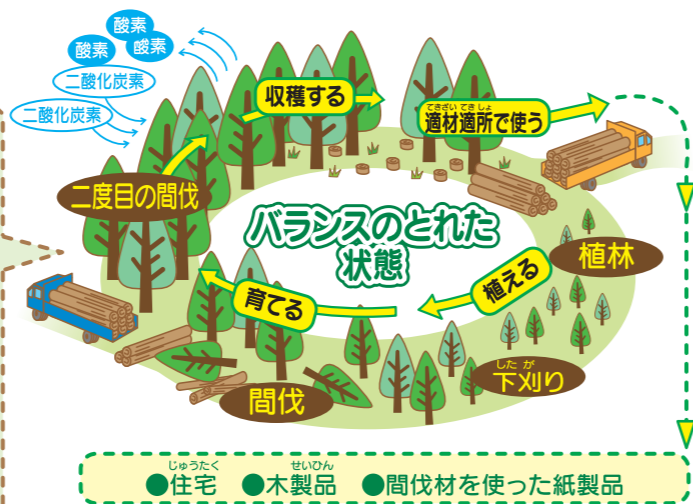 酸素
酸素
酸素
二酸化炭素
二酸化炭素
収穫する
てきざい てき しょ
適材適所で使う
二度目の間伐
バランスのとれた
状態
植林
植える
育てる
した が
下刈り
間伐
じゅうたく せいひん
●住宅 ●木製品 ●間伐材を使った紙製品